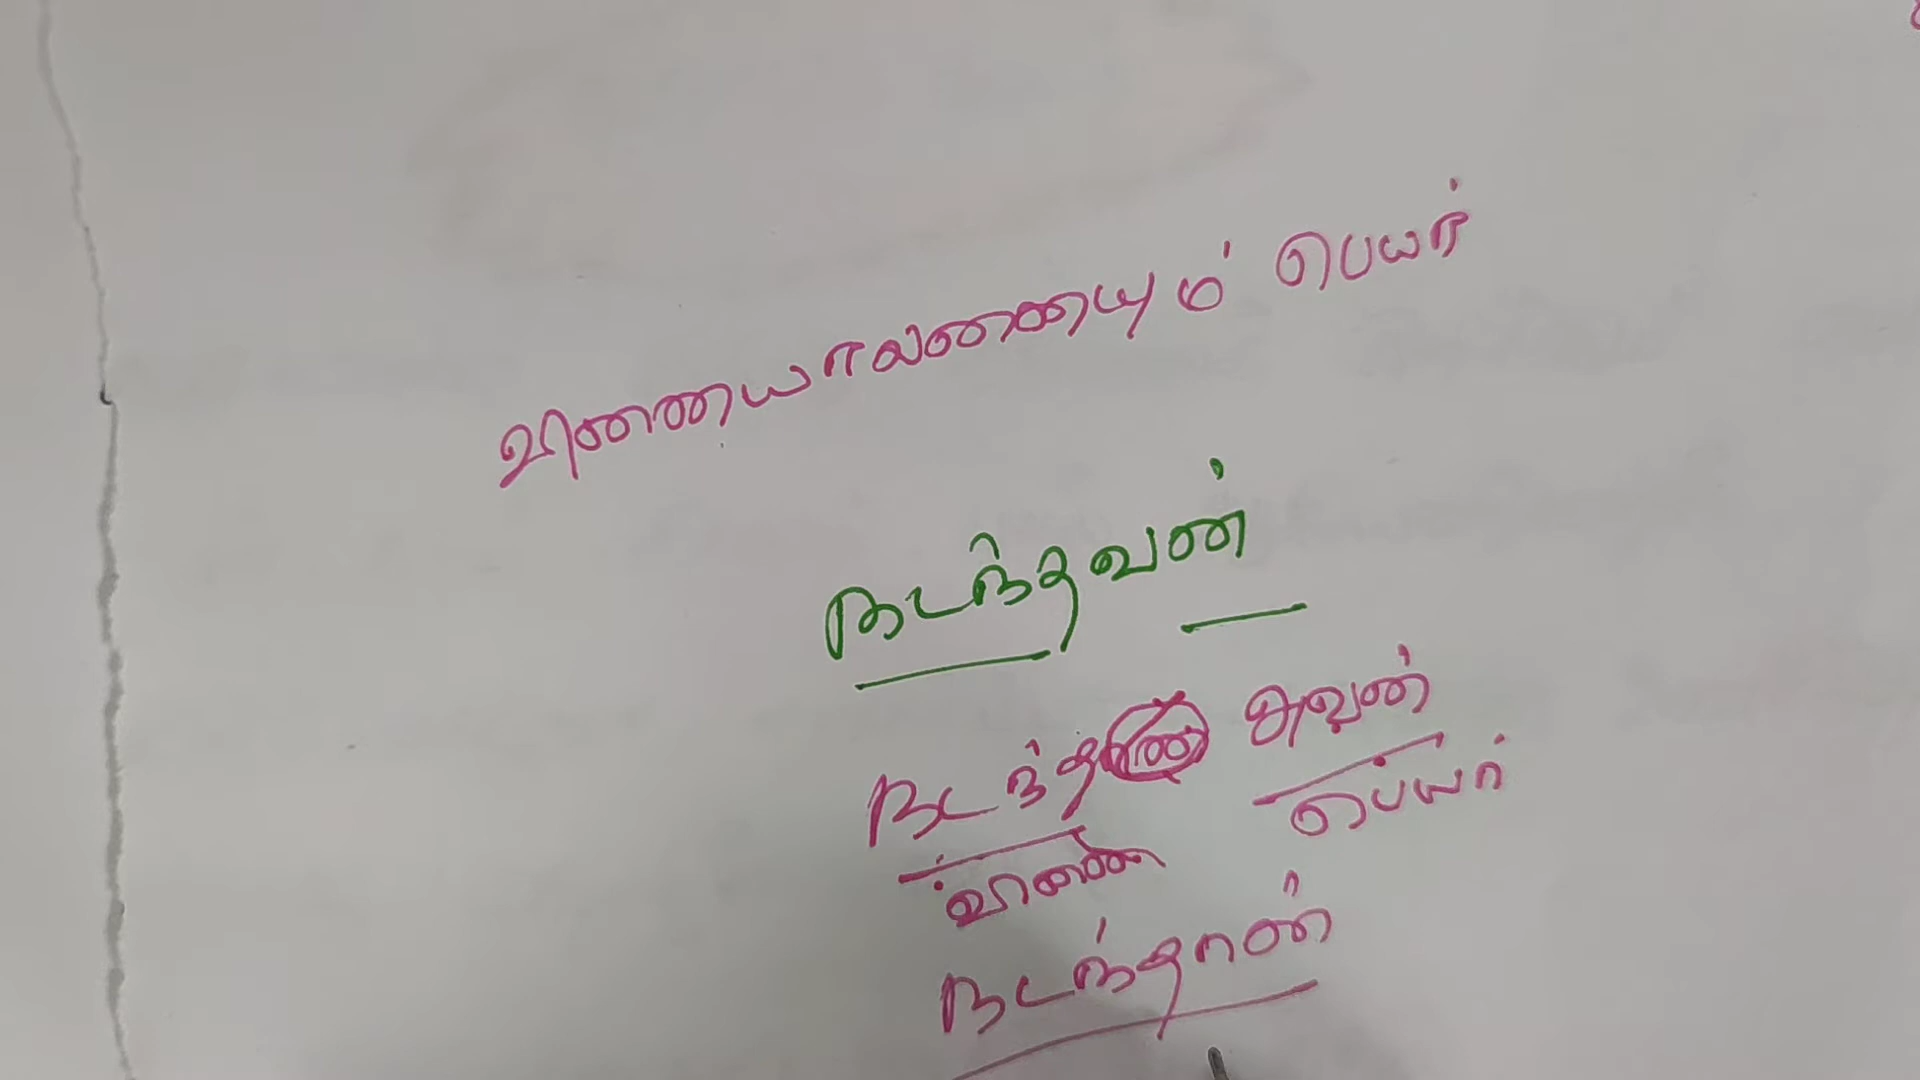 வினையாலணையும் பெயர்
நடந்தவன்
நடந்த அவன்
வினை பெயர்
நடந்தான்